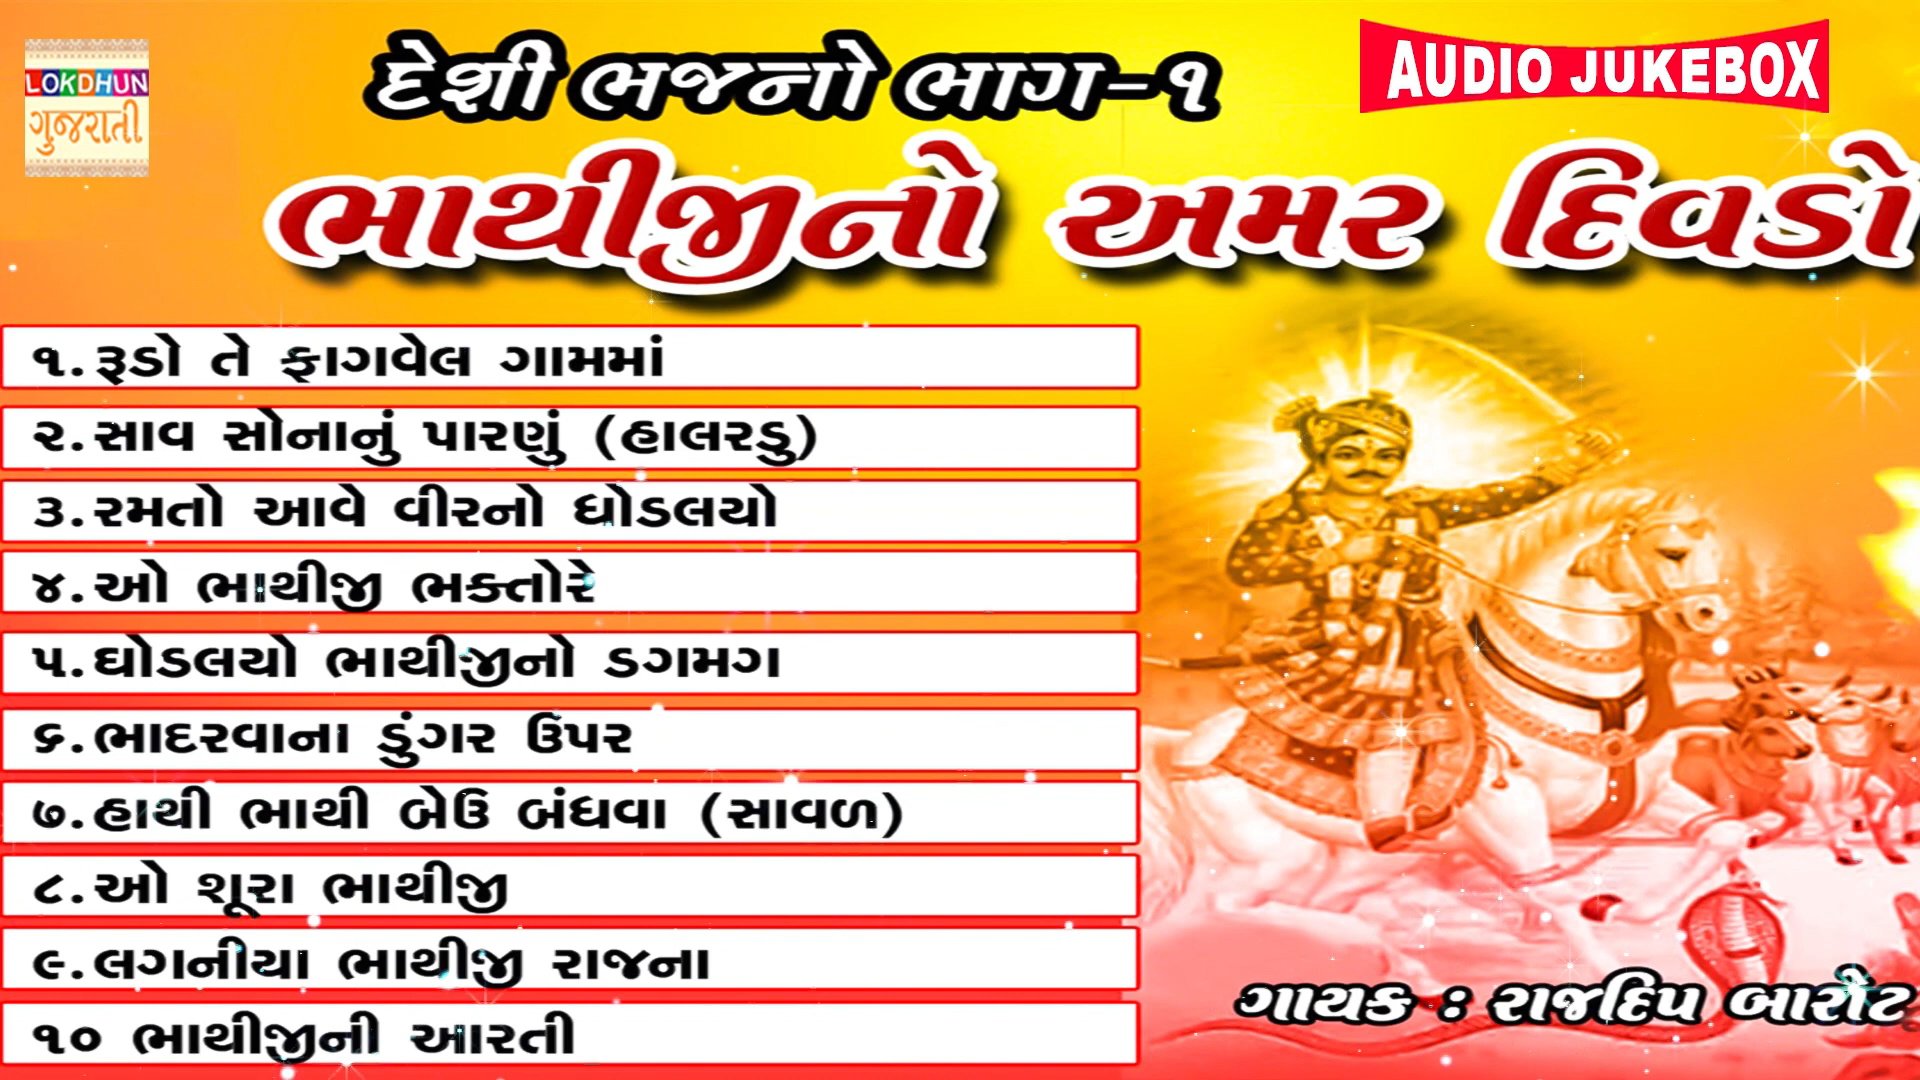 LOKDHUN
ગુજરાતી
દેશી ભજનો ભાગ-૧
AUDIO JUKEBOX
ભાથીજીનો અમર દિવડો
૧. રૂડો તે ફાગવેલ ગામમાં
૨. સાવ સોનાનું પારણું (હાલરડુ)
૩. રમતો આવે વીરનો ધોડલયો
૪. ઓ ભાથીજી ભક્તોરે
૫. ઘોડલયો ભાથીજીનો ડગમગ
૬. ભાદરવાના ડુંગર ઉપર
૭. હાથી ભાથી બેઉ બંધવા (સાવળ)
૮. ઓ શૂરા ભાથીજી
૯. લગનીયા ભાથીજી રાજના
૧૦ ભાથીજીની આરતી
ગાયક : રાજદિપ બારોટ